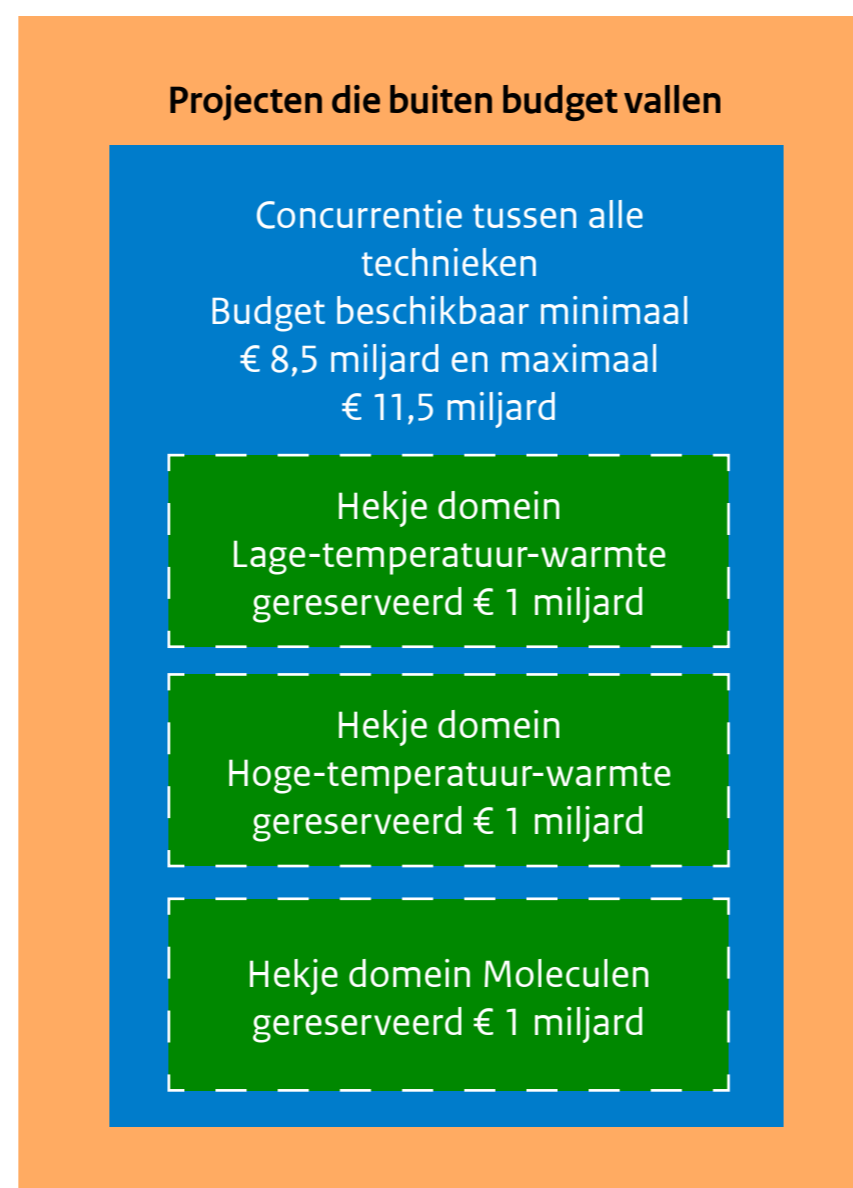 Projecten die buiten budget vallen
Concurrentie tussen alle
technieken
Budget beschikbaar minimaal
€ 8,5 miljard en maximaal
€ 11,5 miljard
Hekje domein
Lage-temperatuur-warmte
gereserveerd € 1 miljard
Hekje domein
Hoge-temperatuur-warmte
gereserveerd € 1 miljard
Hekje domein Moleculen
gereserveerd € 1 miljard